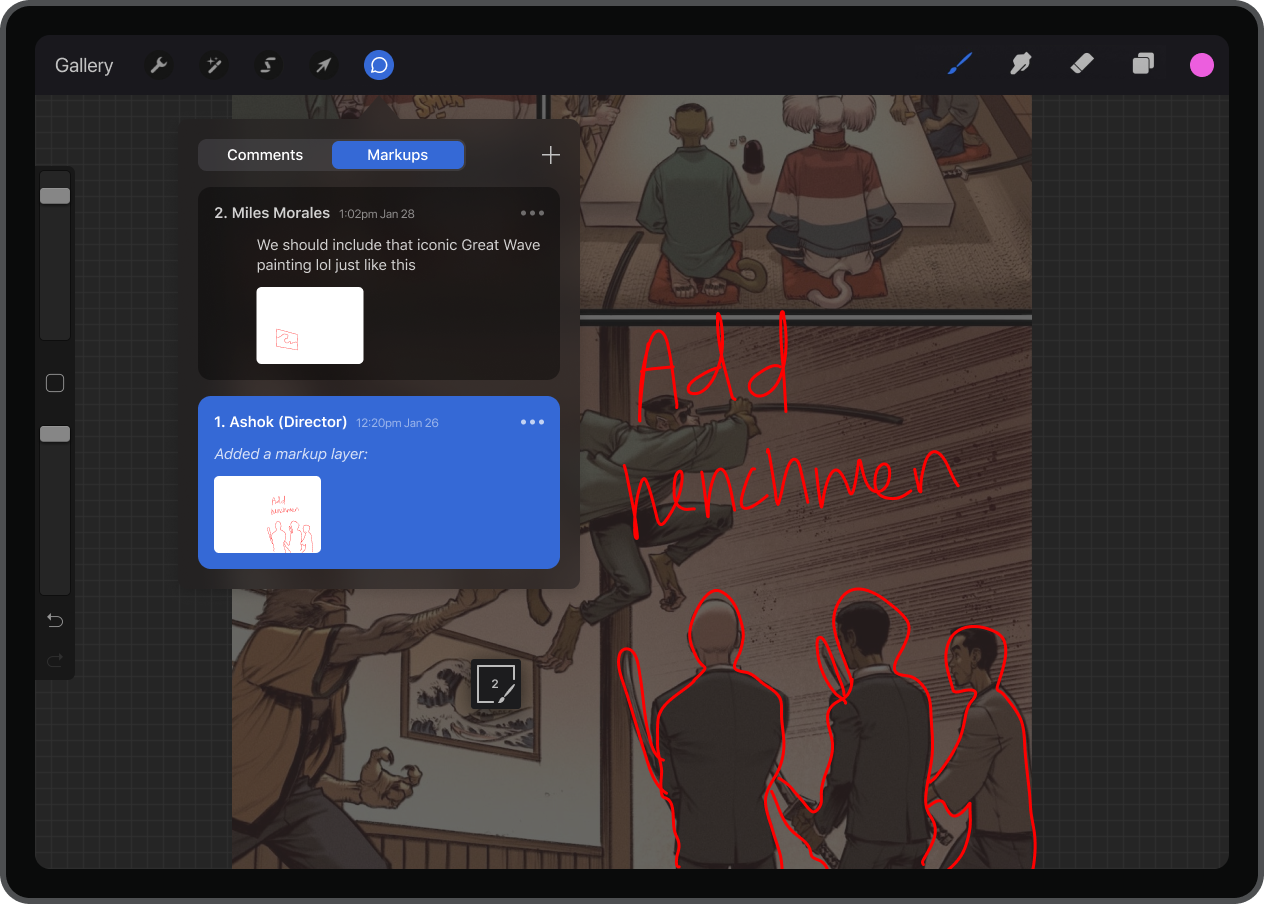 Gallery
Comments
Markups
2. Miles Morales 1:02pm Jan 28
We should include that iconic Great Wave
painting lol just like this
1. Ashok (Director) 12:20pm Jan 26
Added a markup layer:
Add
henchmen
Add
henchmen
2